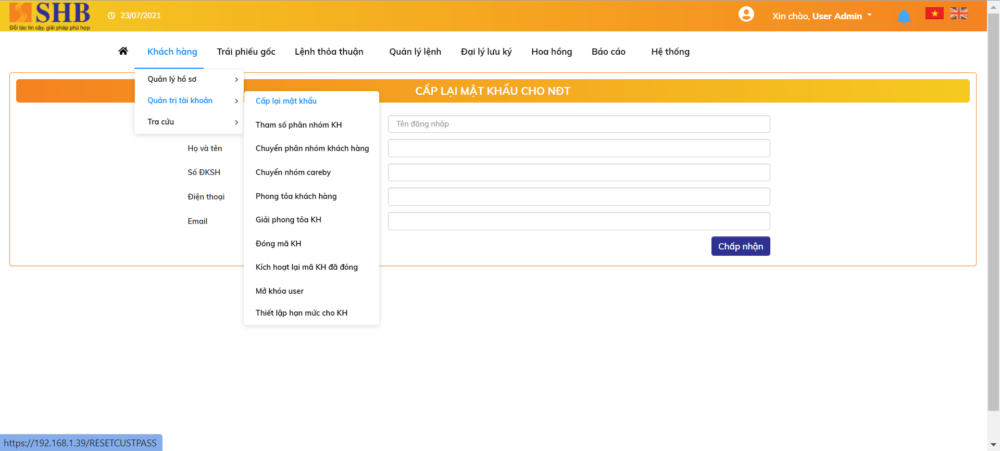 SHB
Đối tác tin cậy, giải pháp phù hợp
23/07/2021
Xin chào, User Admin
Khách hàng
Trái phiếu gốc
Lệnh thỏa thuận
Quản lý lệnh
Đại lý lưu ký
Hoa hồng
Báo cáo
Hệ thống
Quản lý hồ sơ
Quản trị tài khoản
Tra cứu
CẤP LẠI MẬT KHẨU CHO NĐT
Cấp lại mật khẩu
Tham số phân nhóm KH
Chuyển phân nhóm khách hàng
Chuyển nhóm careby
Phong tỏa khách hàng
Giải phong tỏa KH
Đóng mã KH
Kích hoạt lại mã KH đã đóng
Mở khóa user
Thiết lập hạn mức cho KH
Tên đăng nhập
Họ và tên
Số ĐKSH
Điện thoại
Email
Chấp nhận
https://192.168.1.39/RESETCUSTPASS